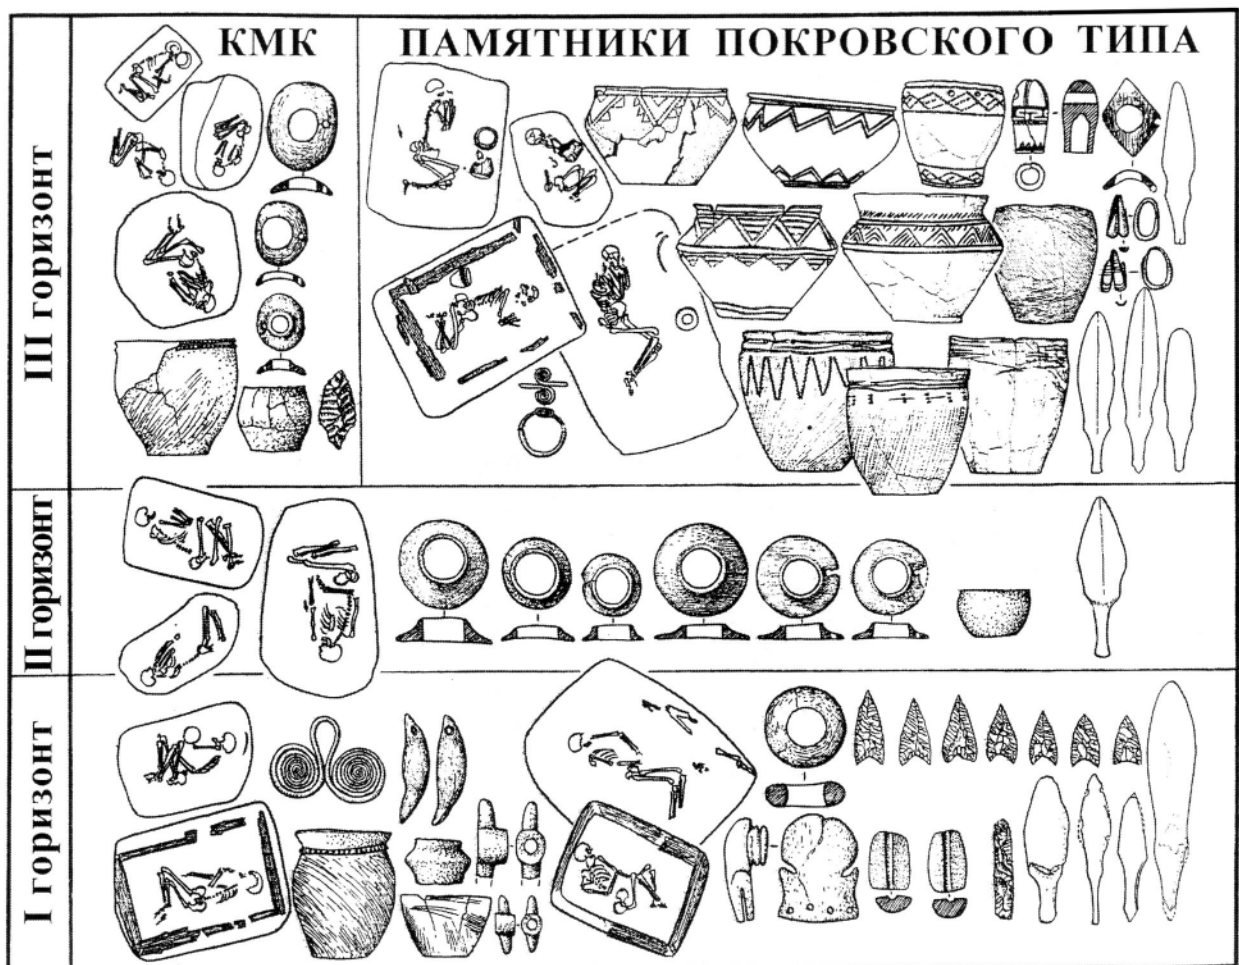 КМК
ПАМЯТНИКИ ПОКРОВСКОГО ТИПА
III горизонт
II горизонт
I горизонт